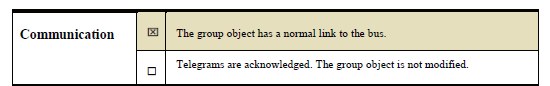 Communication ☒ The group object has a normal link to the bus.
☐ Telegrams are acknowledged. The group object is not modified.